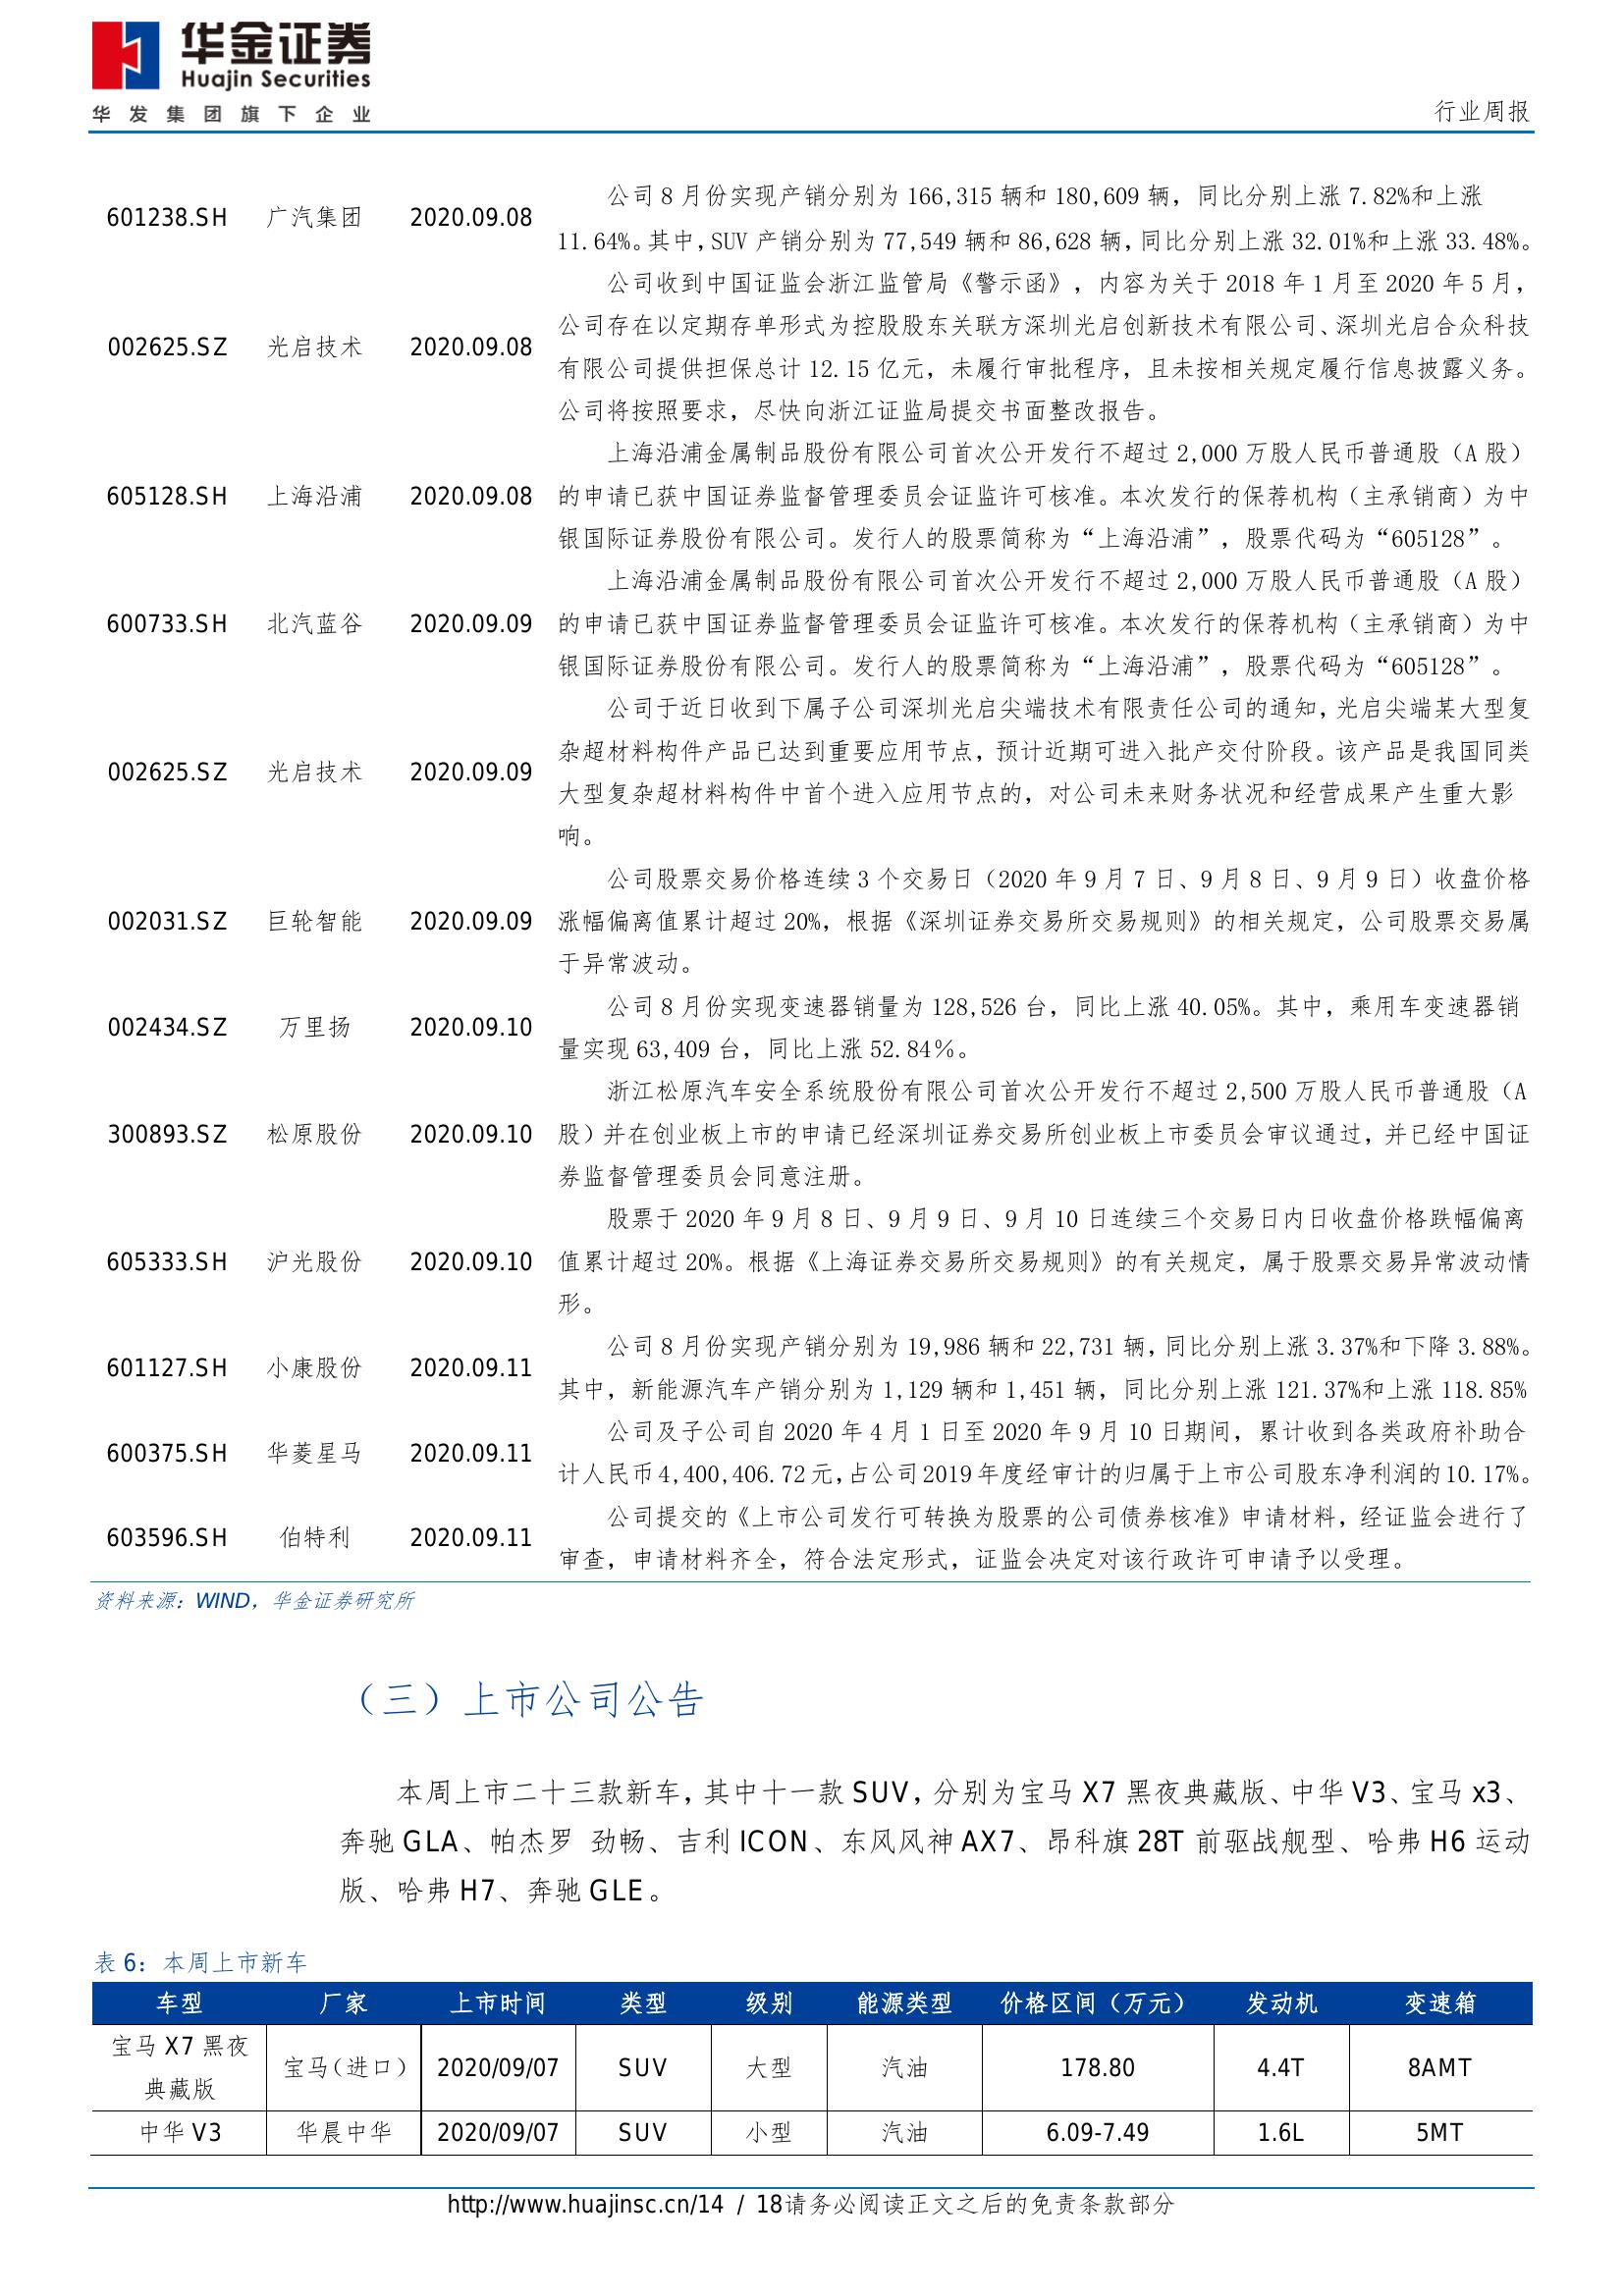 华金证券
Huajin Securities
华发集团旗下企业
行业周报
公司 8 月份实现产销分别为 166,315 辆和 180,609 辆，同比分别上涨 7.82%和上涨
601238.SH 广汽集团 2020.09.08
11.64%。其中，SUV 产销分别为 77,549 辆和 86,628 辆，同比分别上涨 32.01%和上涨 33.48%。
公司收到中国证监会浙江监管局《警示函》，内容为关于 2018 年 1 月至 2020 年 5 月，
公司存在以定期存单形式为控股股东关联方深圳光启创新技术有限公司、深圳光启合众科技
002625.SZ 光启技术 2020.09.08
有限公司提供担保总计 12.15 亿元，未履行审批程序，且未按相关规定履行信息披露义务。
公司将按照要求，尽快向浙江证监局提交书面整改报告。
上海沿浦金属制品股份有限公司首次公开发行不超过 2,000 万股人民币普通股（A 股）
605128.SH 上海沿浦 2020.09.08 的申请已获中国证券监督管理委员会证监许可核准。本次发行的保荐机构（主承销商）为中
银国际证券股份有限公司。发行人的股票简称为“上海沿浦”，股票代码为“605128”。
上海沿浦金属制品股份有限公司首次公开发行不超过 2,000 万股人民币普通股（A 股）
600733.SH 北汽蓝谷 2020.09.09 的申请已获中国证券监督管理委员会证监许可核准。本次发行的保荐机构（主承销商）为中
银国际证券股份有限公司。发行人的股票简称为“上海沿浦”，股票代码为“605128”。
公司于近日收到下属子公司深圳光启尖端技术有限责任公司的通知，光启尖端某大型复
杂超材料构件产品已达到重要应用节点，预计近期可进入批产交付阶段。该产品是我国同类
002625.SZ 光启技术 2020.09.09
大型复杂超材料构件中首个进入应用节点的，对公司未来财务状况和经营成果产生重大影
响。
公司股票交易价格连续 3 个交易日（2020 年 9 月 7 日、9 月 8 日、9 月 9 日）收盘价格
002031.SZ 巨轮智能 2020.09.09 涨幅偏离值累计超过 20%，根据《深圳证券交易所交易规则》的相关规定，公司股票交易属
于异常波动。
公司 8 月份实现变速器销量为 128,526 台，同比上涨 40.05%。其中，乘用车变速器销
002434.SZ 万里扬 2020.09.10
量实现 63,409 台，同比上涨 52.84％。
浙江松原汽车安全系统股份有限公司首次公开发行不超过 2,500 万股人民币普通股（A
300893.SZ 松原股份 2020.09.10 股）并在创业板上市的申请已经深圳证券交易所创业板上市委员会审议通过，并已经中国证
券监督管理委员会同意注册。
股票于 2020 年 9 月 8 日、9 月 9 日、9 月 10 日连续三个交易日内日收盘价格跌幅偏离
605333.SH 沪光股份 2020.09.10 值累计超过 20%。根据《上海证券交易所交易规则》的有关规定，属于股票交易异常波动情
形。
公司 8 月份实现产销分别为 19,986 辆和 22,731 辆，同比分别上涨 3.37%和下降 3.88%。
601127.SH 小康股份 2020.09.11
其中，新能源汽车产销分别为 1,129 辆和 1,451 辆，同比分别上涨 121.37%和上涨 118.85%
公司及子公司自 2020 年 4 月 1 日至 2020 年 9 月 10 日期间，累计收到各类政府补助合
600375.SH 华菱星马 2020.09.11
计人民币 4,400,406.72 元，占公司 2019 年度经审计的归属于上市公司股东净利润的 10.17%。
公司提交的《上市公司发行可转换为股票的公司债券核准》申请材料，经证监会进行了
603596.SH 伯特利 2020.09.11
审查，申请材料齐全，符合法定形式，证监会决定对该行政许可申请予以受理。
资料来源：WIND，华金证券研究所
（三）上市公司公告
本周上市二十三款新车，其中十一款 SUV，分别为宝马 X7 黑夜典藏版、中华 V3、宝马 x3、
奔驰 GLA、帕杰罗 劲畅、吉利 ICON、东风风神 AX7、昂科旗 28T 前驱战舰型、哈弗 H6 运动
版、哈弗 H7、奔驰 GLE。
表 6：本周上市新车
车型 厂家 上市时间 类型 级别 能源类型 价格区间（万元） 发动机 变速箱
宝马 X7 黑夜
典藏版 宝马（进口） 2020/09/07 SUV 大型 汽油 178.80 4.4T 8AMT
中华 V3 华晨中华 2020/09/07 SUV 小型 汽油 6.09-7.49 1.6L 5MT
http://www.huajinsc.cn/14 / 18请务必阅读正文之后的免责条款部分